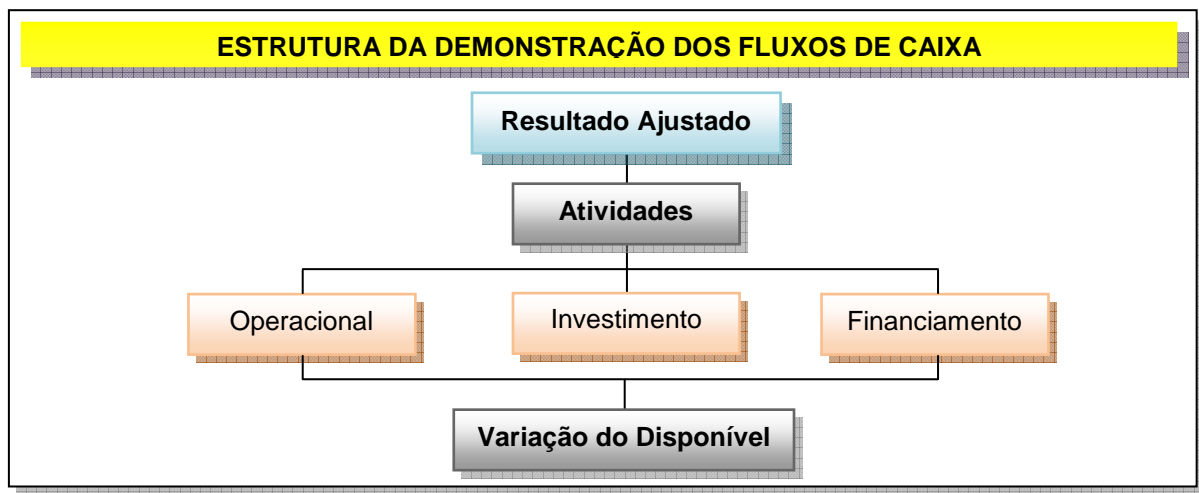 ESTRUTURA DA DEMONSTRAÇÃO DOS FLUXOS DE CAIXA
Resultado Ajustado
Atividades
Operacional
Investimento
Financiamento
Variação do Disponível